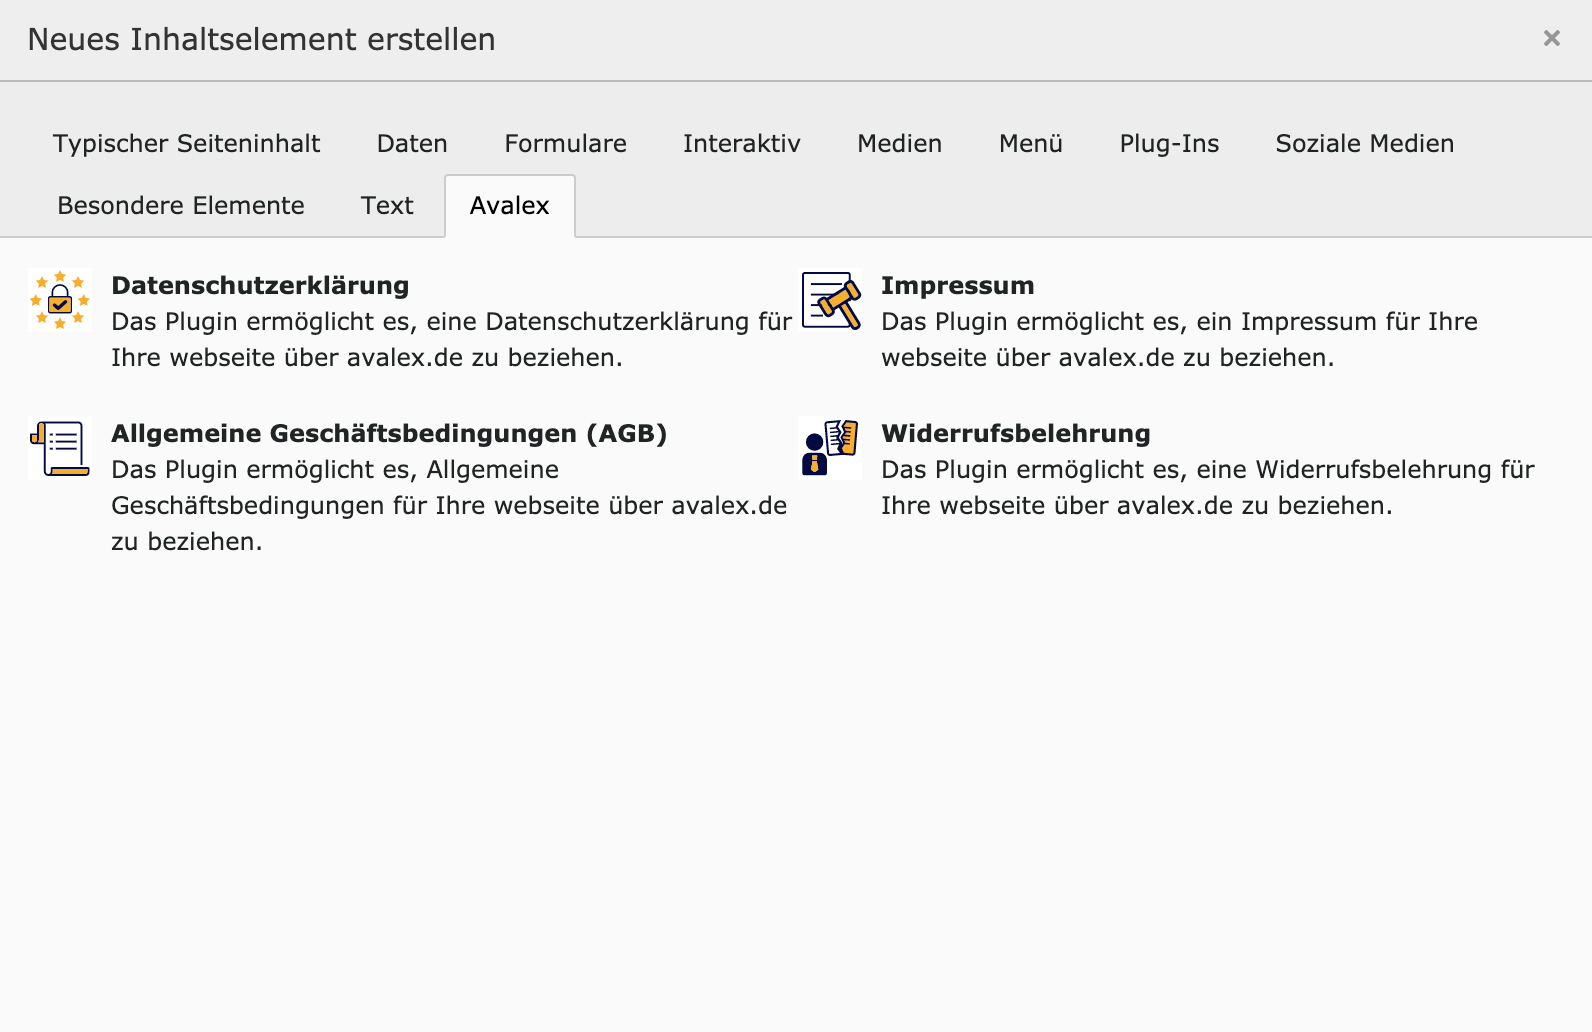 Neues Inhaltselement erstellen
×
Typischer Seiteninhalt Daten Formulare Interaktiv Medien Menü Plug-Ins Soziale Medien
Besondere Elemente Text Avalex
Datenschutzerklärung
Das Plugin ermöglicht es, eine Datenschutzerklärung für
Ihre webseite über avalex.de zu beziehen.
Impressum
Das Plugin ermöglicht es, ein Impressum für Ihre
webseite über avalex.de zu beziehen.
Allgemeine Geschäftsbedingungen (AGB)
Das Plugin ermöglicht es, Allgemeine
Geschäftsbedingungen für Ihre webseite über avalex.de
zu beziehen.
Widerrufsbelehrung
Das Plugin ermöglicht es, eine Widerrufsbelehrung für
Ihre webseite über avalex.de zu beziehen.